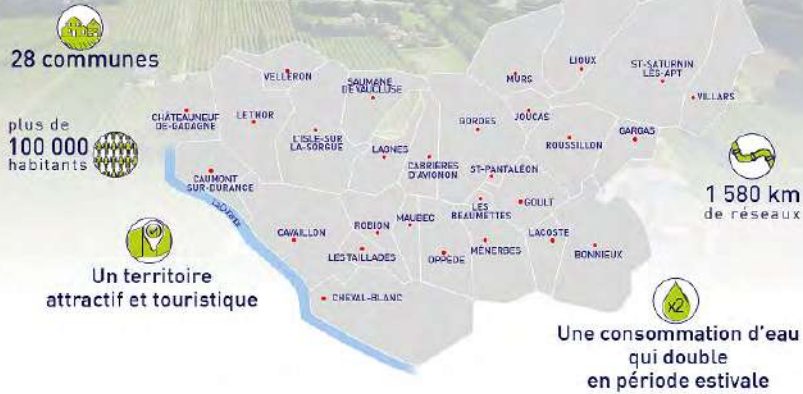 28 communes
plus de
100 000
habitants
VELLERON
SAUMANE
DE VAUCLUSE
MURS
LIOUX
ST-SATURNIN
LÈS-APT
VILLARS
CHÂTEAUNEUF
DE-GADAGNE
LETHOR
L'ISLE-SUR
LA-SORGUE
GORDES
JOUCAS
ROUSSILLON
GARGAS
LAGNES
CABRIÈRES
D'AVIGNON
ST-PANTALÉON
CAUMONT
SUR-DURANCE
LES
BEAUMETTES
GOULT
1 580 km
de réseaux
CAVAILLON
ROBION
MAUBEC
LES TAILLADES
OPPÈDE
MÉNERBES
LACOSTE
BONNIEUX
CHEVAL-BLANC
Un territoire
attractif et touristique
x2
Une consommation d'eau
qui double
en période estivale